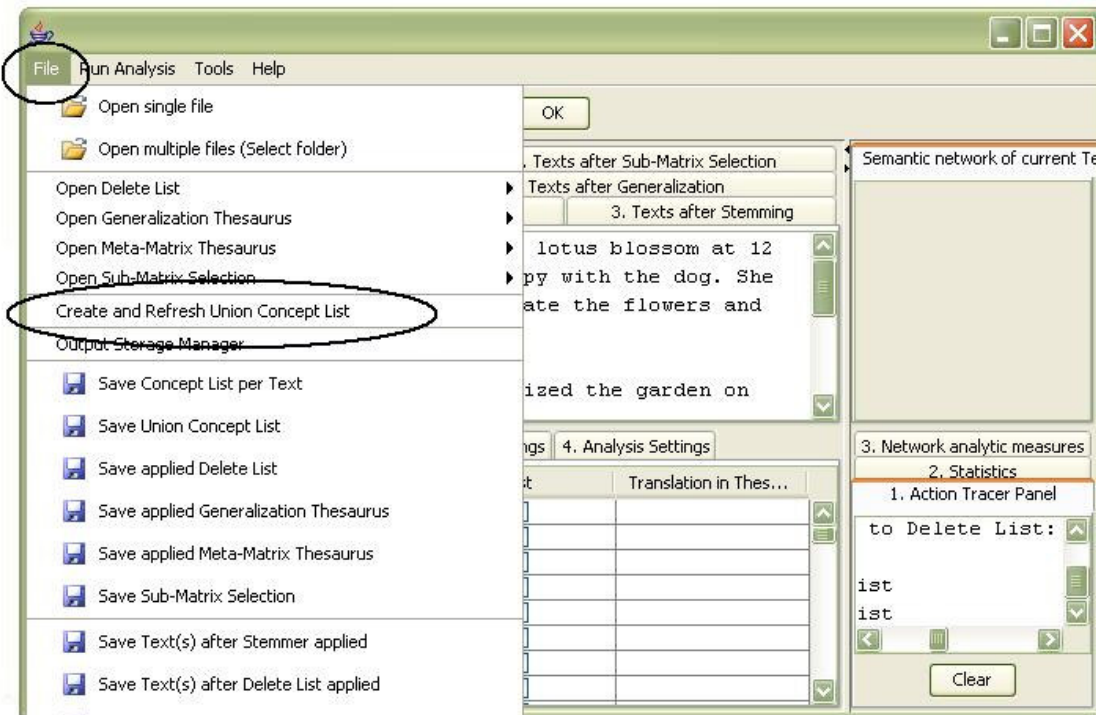 File Run Analysis Tools Help
Open single file
Open multiple files (Select folder)
Open Delete List
Open Generalization Thesaurus
Open Meta-Matrix Thesaurus
Open Sub-Matrix Selection
Create and Refresh Union Concept List
Output Storage Manager
Save Concept List per Text
Save Union Concept List
Save applied Delete List
Save applied Generalization Thesaurus
Save applied Meta-Matrix Thesaurus
Save Sub-Matrix Selection
Save Text(s) after Stemmer applied
Save Text(s) after Delete List applied
OK
. Texts after Sub-Matrix Selection
Texts after Generalization
3. Texts after Stemming
lotus blossom at 12
py with the dog. She
ate the flowers and
ized the garden on
ngs 4. Analysis Settings
Translation in Thes...
Semantic network of current Te
3. Network analytic measures
2. Statistics
1. Action Tracer Panel
to Delete List:
ist
ist
Clear